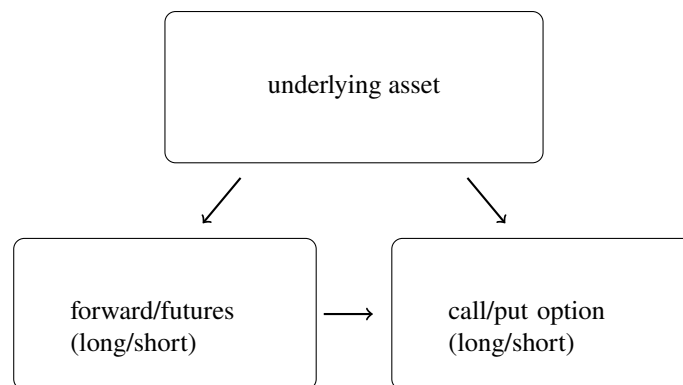 underlying asset
forward/futures
(long/short)
call/put option
(long/short)